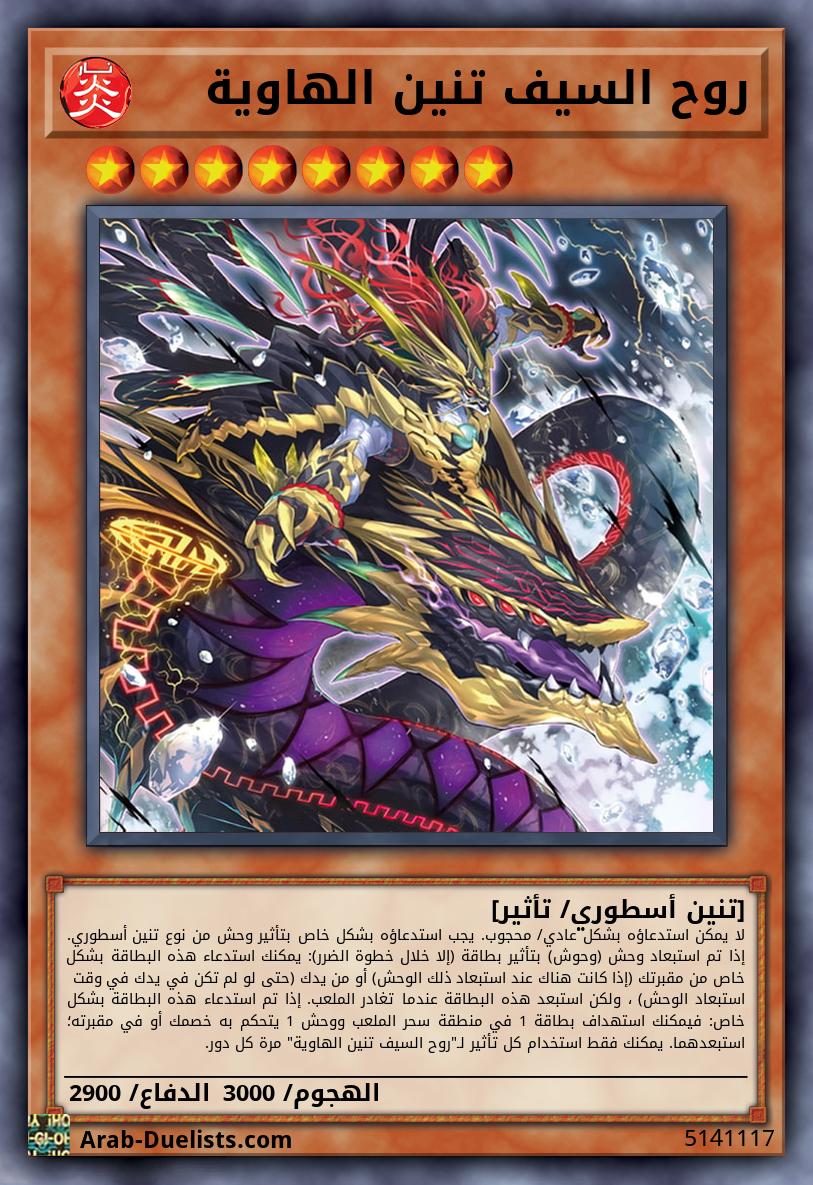 روح السيف تنين الهاوية
炎
[تنين أسطوري/ تأثير]
لا يمكن استدعاؤه بشكل عادي/ محجوب. يجب استدعاؤه بشكل خاص بتأثير وحش من نوع تنين أسطوري.
إذا تم استبعاد وحش (وحوش) بتأثير بطاقة (إلا خلال خطوة الضرر): يمكنك استدعاء هذه البطاقة بشكل
خاص من مقبرتك (إذا كانت هناك عند استبعاد ذلك الوحش) أو من يدك (حتى لو لم تكن في يدك في وقت
استبعاد الوحش) ، ولكن استبعد هذه البطاقة عندما تغادر الملعب. إذا تم استدعاء هذه البطاقة بشكل
خاص: فيمكنك استهداف بطاقة 1 في منطقة سحر الملعب ووحش 1 يتحكم به خصمك أو في مقبرته؛
استبعدهما. يمكنك فقط استخدام كل تأثير لـ"روح السيف تنين الهاوية" مرة كل دور.
الهجوم/ 3000 الدفاع/ 2900
Arab-Duelists.com
5141117